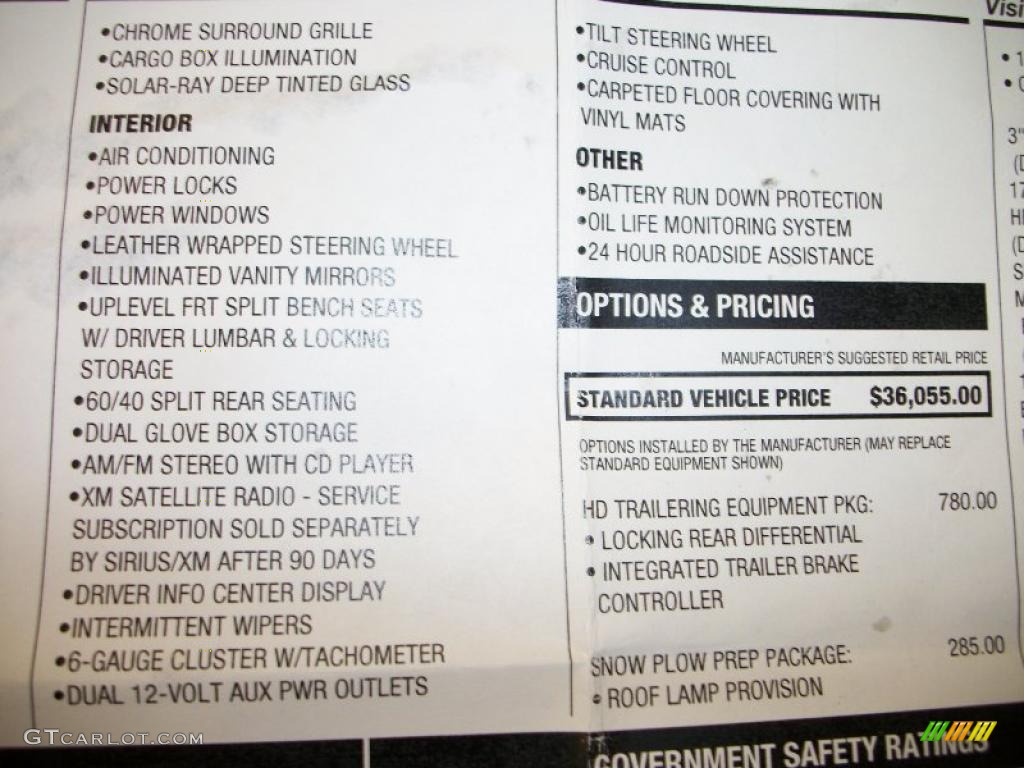 •CHROME SURROUND GRILLE
•CARGO BOX ILLUMINATION
•SOLAR-RAY DEEP TINTED GLASS
INTERIOR
•AIR CONDITIONING
•POWER LOCKS
•POWER WINDOWS
•LEATHER WRAPPED STEERING WHEEL
•ILLUMINATED VANITY MIRRORS
•UPLEVEL FRT SPLIT BENCH SEATS
W/ DRIVER LUMBAR & LOCKING
STORAGE
•60/40 SPLIT REAR SEATING
•DUAL GLOVE BOX STORAGE
•AM/FM STEREO WITH CD PLAYER
•XM SATELLITE RADIO - SERVICE
SUBSCRIPTION SOLD SEPARATELY
BY SIRIUS/XM AFTER 90 DAYS
•DRIVER INFO CENTER DISPLAY
•INTERMITTENT WIPERS
•6-GAUGE CLUSTER W/TACHOMETER
•DUAL 12-VOLT AUX PWR OUTLETS
•TILT STEERING WHEEL
•CRUISE CONTROL
•CARPETED FLOOR COVERING WITH
VINYL MATS
OTHER
•BATTERY RUN DOWN PROTECTION
•OIL LIFE MONITORING SYSTEM
•24 HOUR ROADSIDE ASSISTANCE
OPTIONS & PRICING
MANUFACTURER'S SUGGESTED RETAIL PRICE
STANDARD VEHICLE PRICE $36,055.00
OPTIONS INSTALLED BY THE MANUFACTURER (MAY REPLACE
STANDARD EQUIPMENT SHOWN)
HD TRAILERING EQUIPMENT PKG: 780.00
• LOCKING REAR DIFFERENTIAL
• INTEGRATED TRAILER BRAKE
CONTROLLER
SNOW PLOW PREP PACKAGE: 285.00
• ROOF LAMP PROVISION
GOVERNMENT SAFETY RATINGS
Visi
3"
(D
17
HI
(D
S
M
GTCARLOT.COM